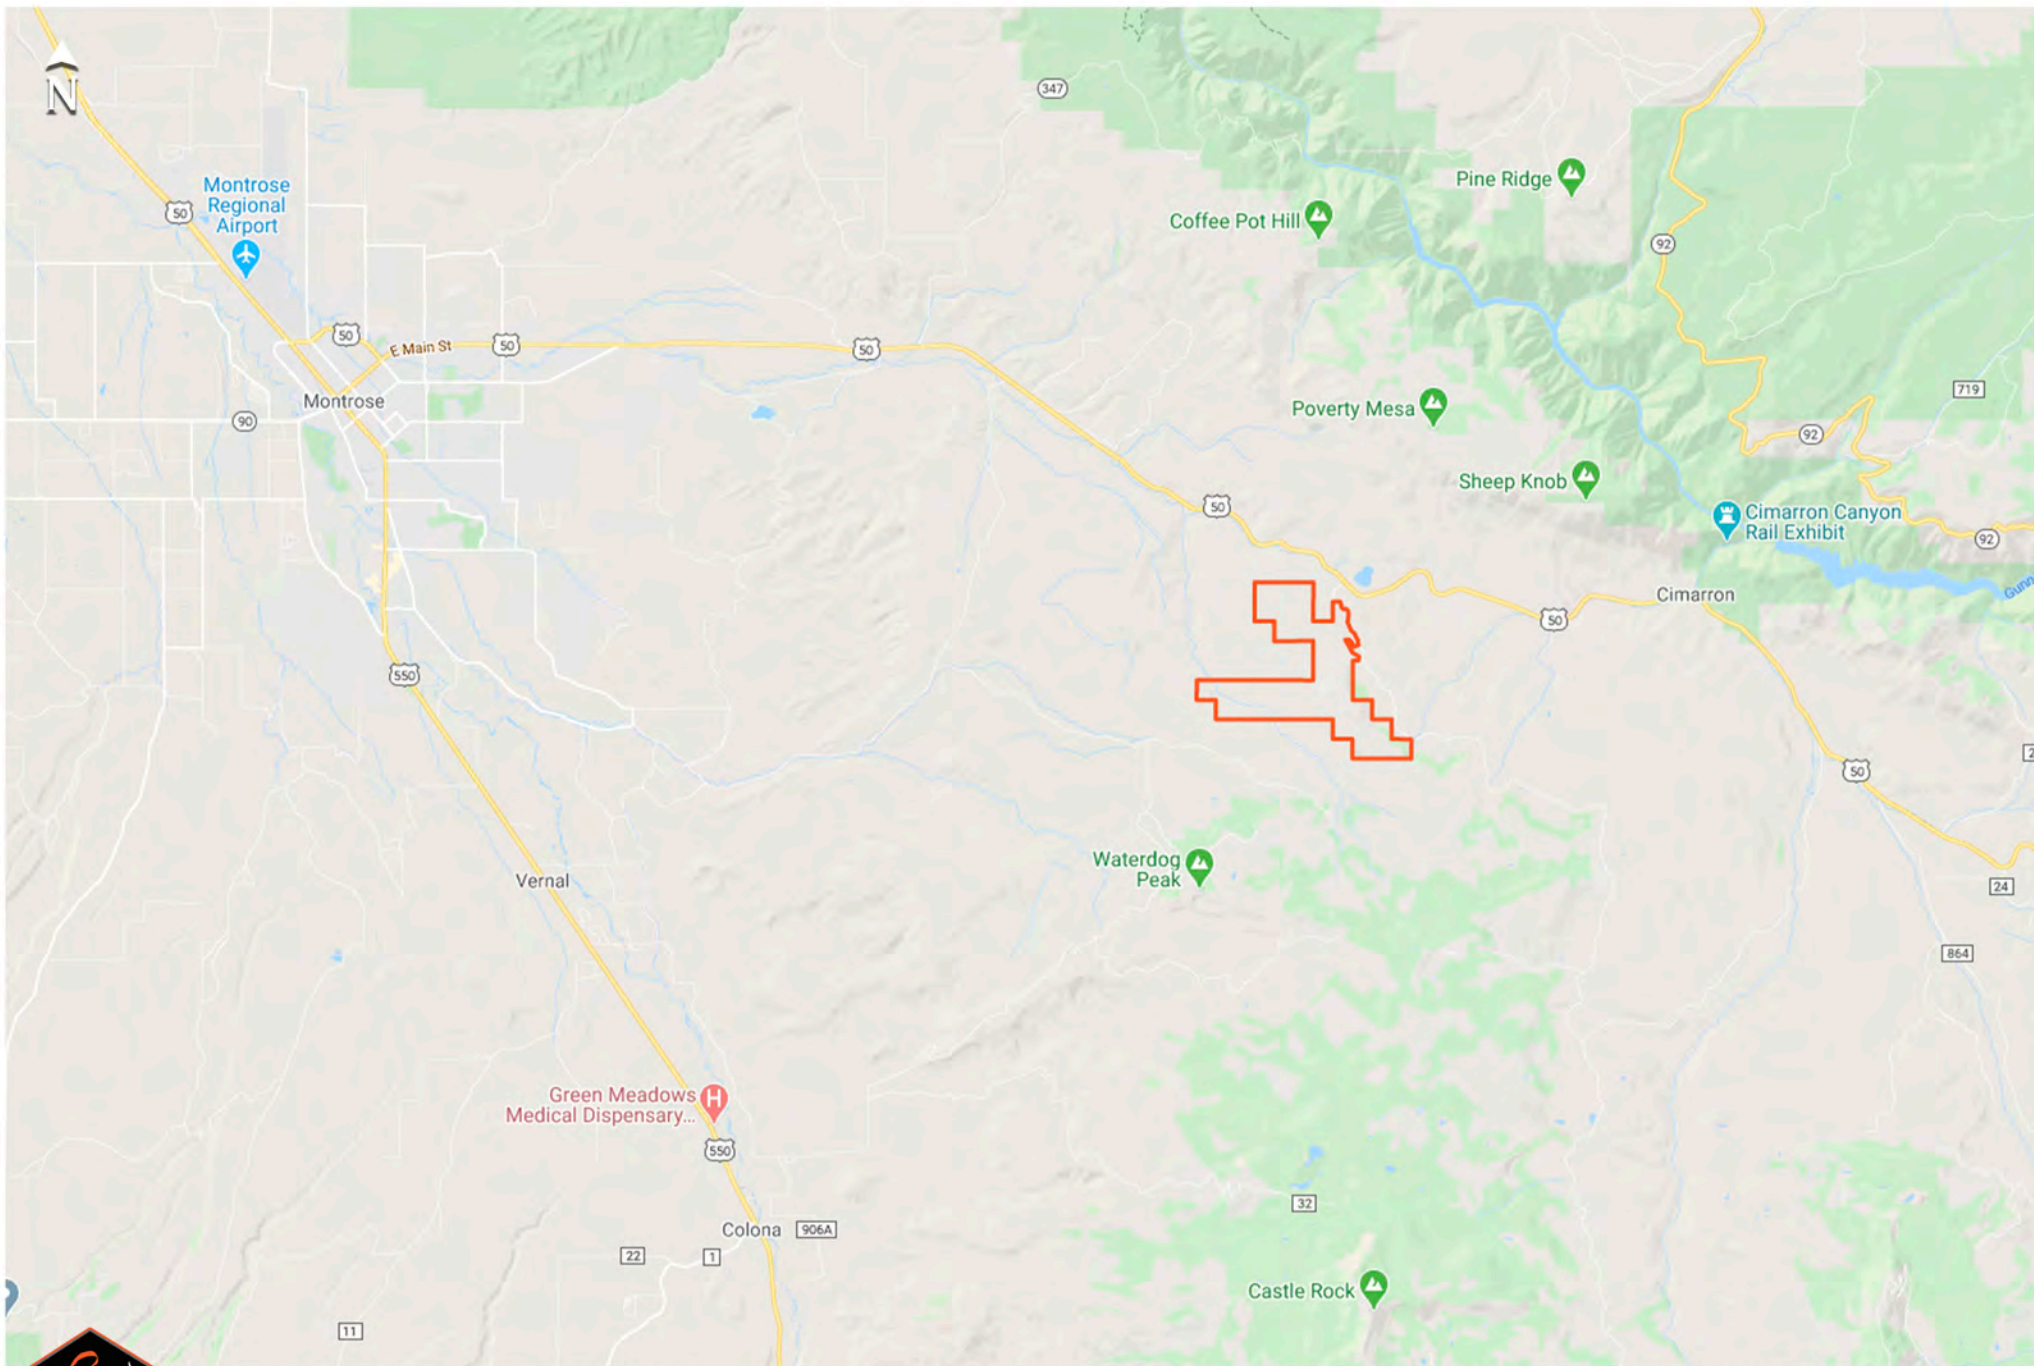 N
347
Montrose
Regional
Airport
50
Pine Ridge
Coffee Pot Hill
92
50
E Main St
50
50
719
Montrose
90
Poverty Mesa
92
Sheep Knob
50
Cimarron Canyon
Rail Exhibit
92
Cimarron
50
550
50
Waterdog
Peak
Vernal
24
864
Green Meadows
Medical Dispensary...
550
32
Colona
906A
22
1
Castle Rock
11